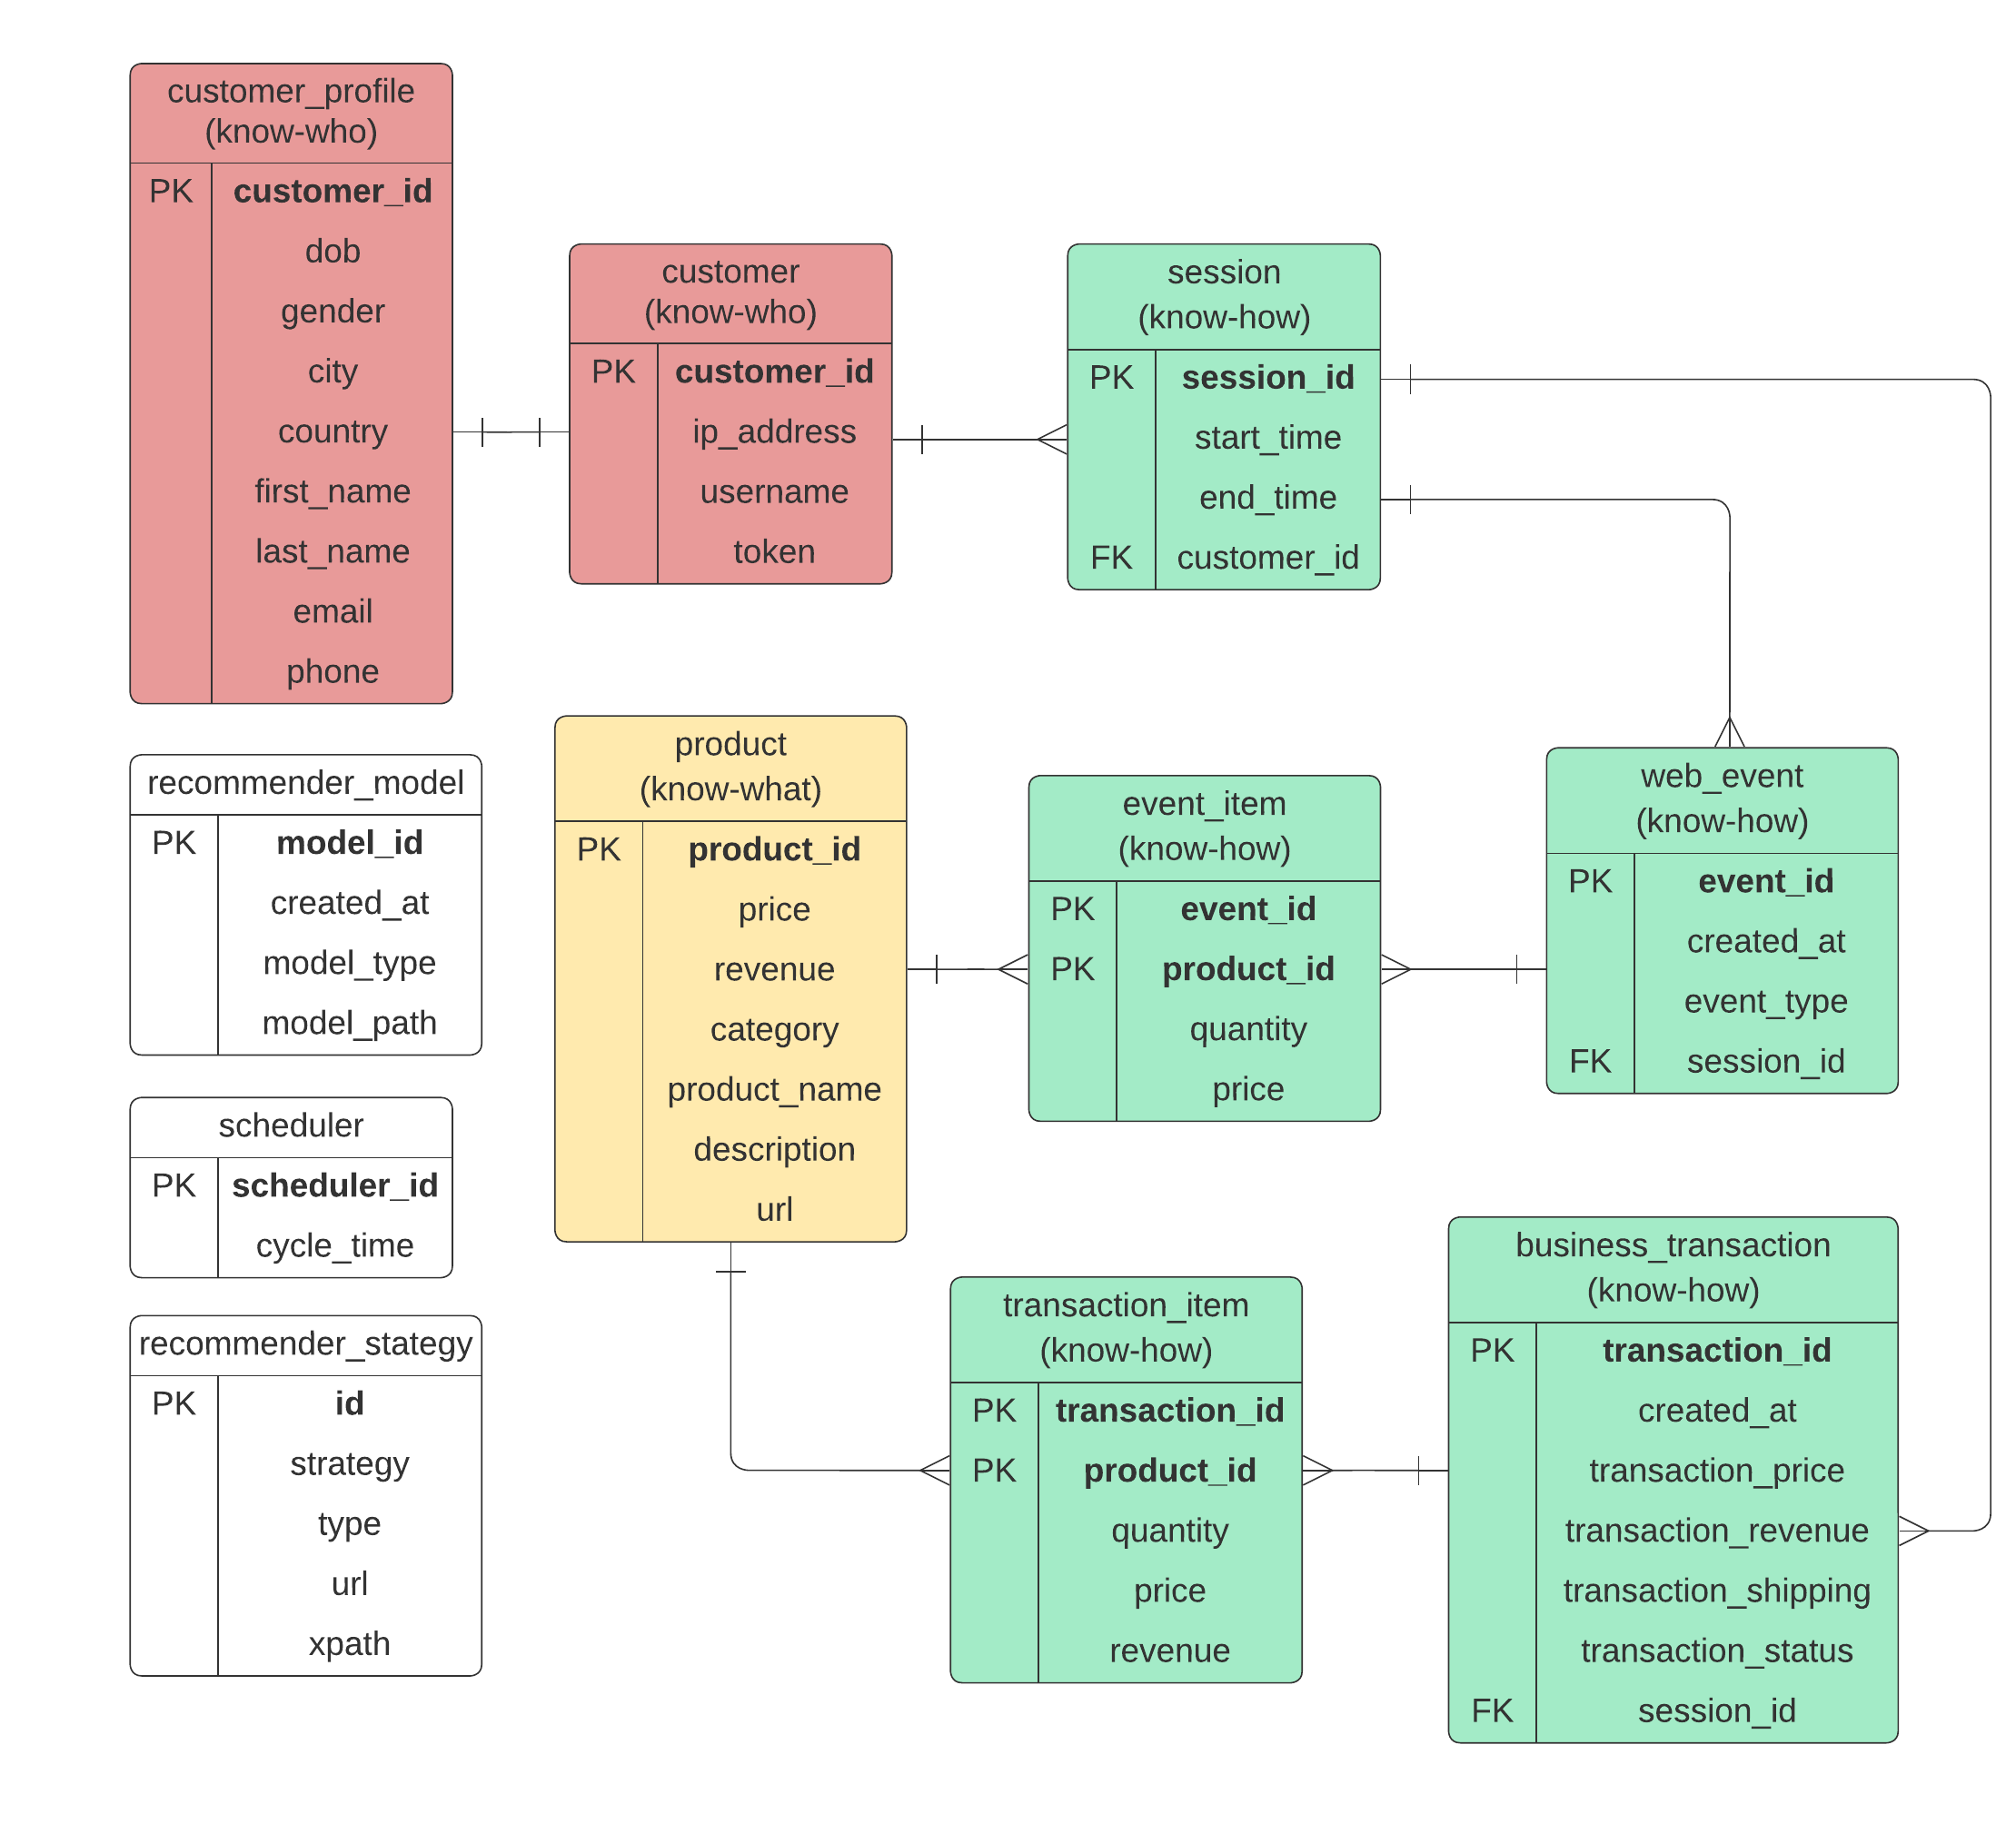 customer_profile
(know-who)
PK customer_id
dob
gender
city
country
first_name
last_name
email
phone
customer
(know-who)
PK customer_id
ip_address
username
token
session
(know-how)
PK session_id
start_time
end_time
FK customer_id
recommender_model
PK model_id
created_at
model_type
model_path
scheduler
PK scheduler_id
cycle_time
recommender_stategy
PK id
strategy
type
url
xpath
product
(know-what)
PK product_id
price
revenue
category
product_name
description
url
event_item
(know-how)
PK event_id
PK product_id
quantity
price
web_event
(know-how)
PK event_id
created_at
event_type
FK session_id
transaction_item
(know-how)
PK transaction_id
PK product_id
quantity
price
revenue
business_transaction
(know-how)
PK transaction_id
created_at
transaction_price
transaction_revenue
transaction_shipping
transaction_status
FK session_id